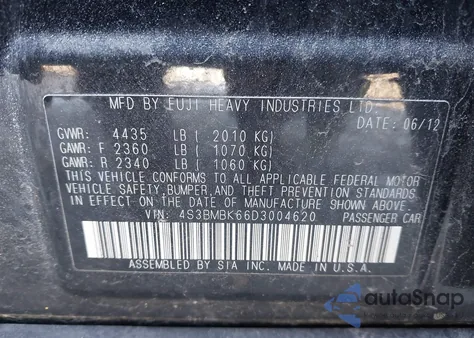 MFD BY FUJI HEAVY INDUSTRIES LTD.
DATE: 06/12
GVWR: 4435 LB ( 2010 KG)
GAWR: F 2360 LB ( 1070 KG)
GAWR: R 2340 LB ( 1060 KG)
THIS VEHICLE CONFORMS TO ALL APPLICABLE FEDERAL MOTOR
VEHICLE SAFETY, BUMPER, AND THEFT PREVENTION STANDARDS
IN EFFECT ON THE DATE OF MANUFACTURE SHOWN ABOVE.
VIN: 4S3BMBK66D3004620 PASSENGER CAR
ASSEMBLED BY SIA INC. MADE IN U.S.A.
autoSnap